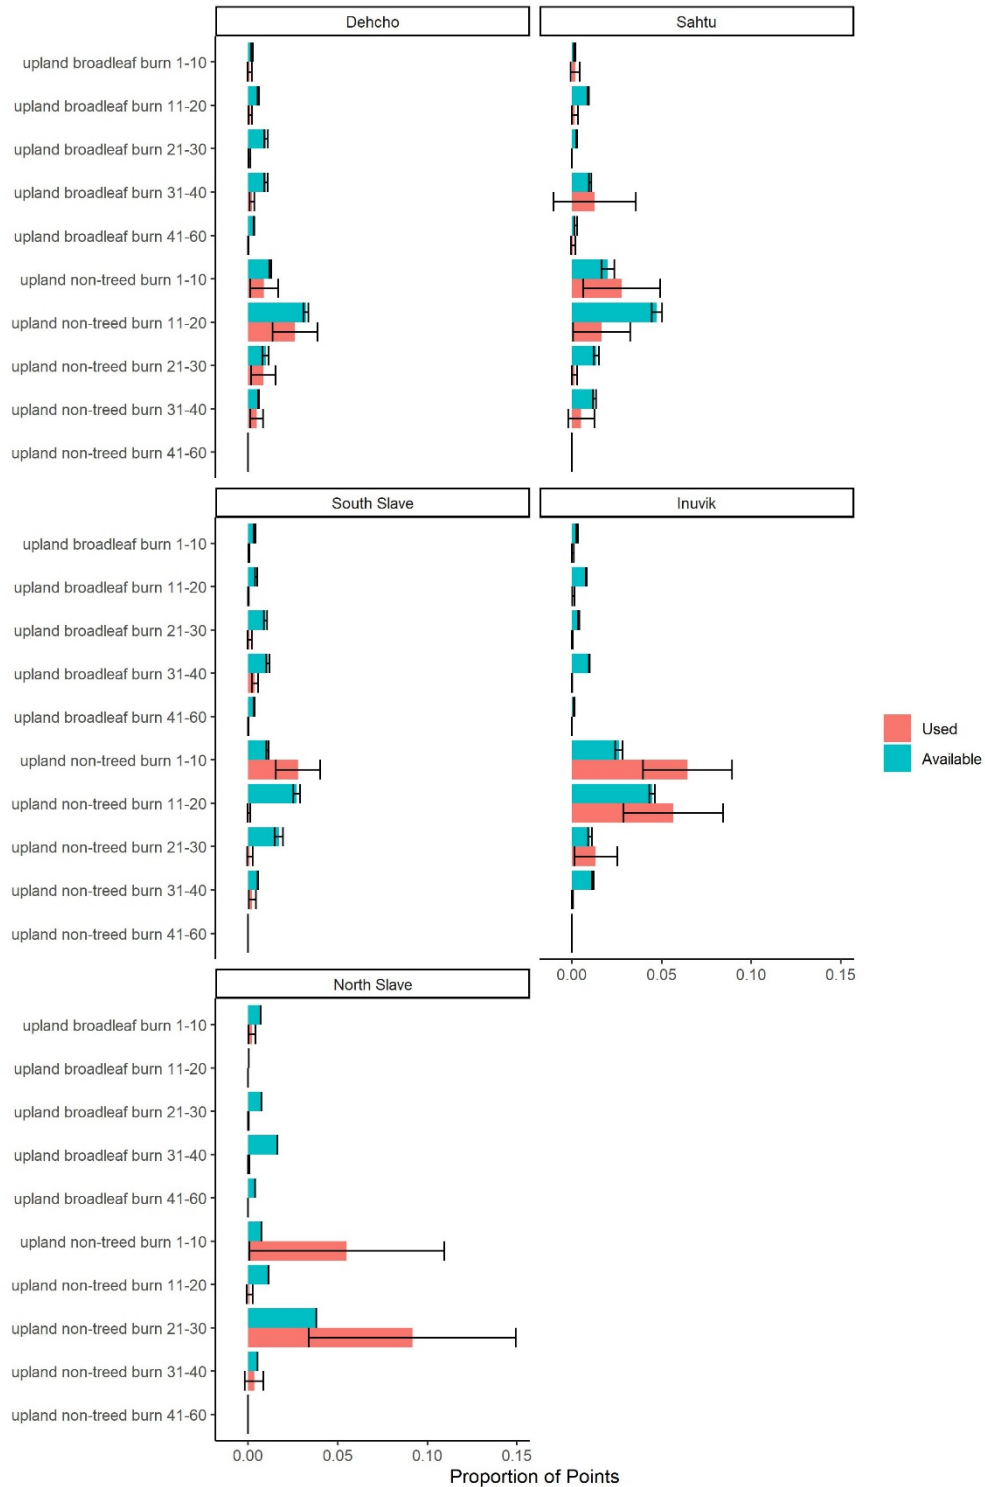 Dehcho
Sahtu
upland broadleaf burn 1-10
upland broadleaf burn 11-20
upland broadleaf burn 21-30
upland broadleaf burn 31-40
upland broadleaf burn 41-60
upland non-treed burn 1-10
upland non-treed burn 11-20
upland non-treed burn 21-30
upland non-treed burn 31-40
upland non-treed burn 41-60
South Slave
Inuvik
upland broadleaf burn 1-10
upland broadleaf burn 11-20
upland broadleaf burn 21-30
upland broadleaf burn 31-40
upland broadleaf burn 41-60
upland non-treed burn 1-10
upland non-treed burn 11-20
upland non-treed burn 21-30
upland non-treed burn 31-40
upland non-treed burn 41-60
Used
Available
0.00 0.05 0.10 0.15
North Slave
upland broadleaf burn 1-10
upland broadleaf burn 11-20
upland broadleaf burn 21-30
upland broadleaf burn 31-40
upland broadleaf burn 41-60
upland non-treed burn 1-10
upland non-treed burn 11-20
upland non-treed burn 21-30
upland non-treed burn 31-40
upland non-treed burn 41-60
0.00 0.05 0.10 0.15
Proportion of Points